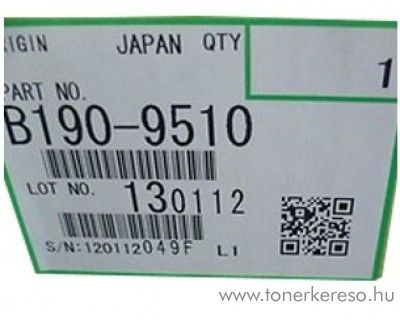 RIGIN JAPAN QTY
1
PART NO.
B190-9510
LOT NO. 130112
S/N:120112049F L1
www.tonerkereso.hu